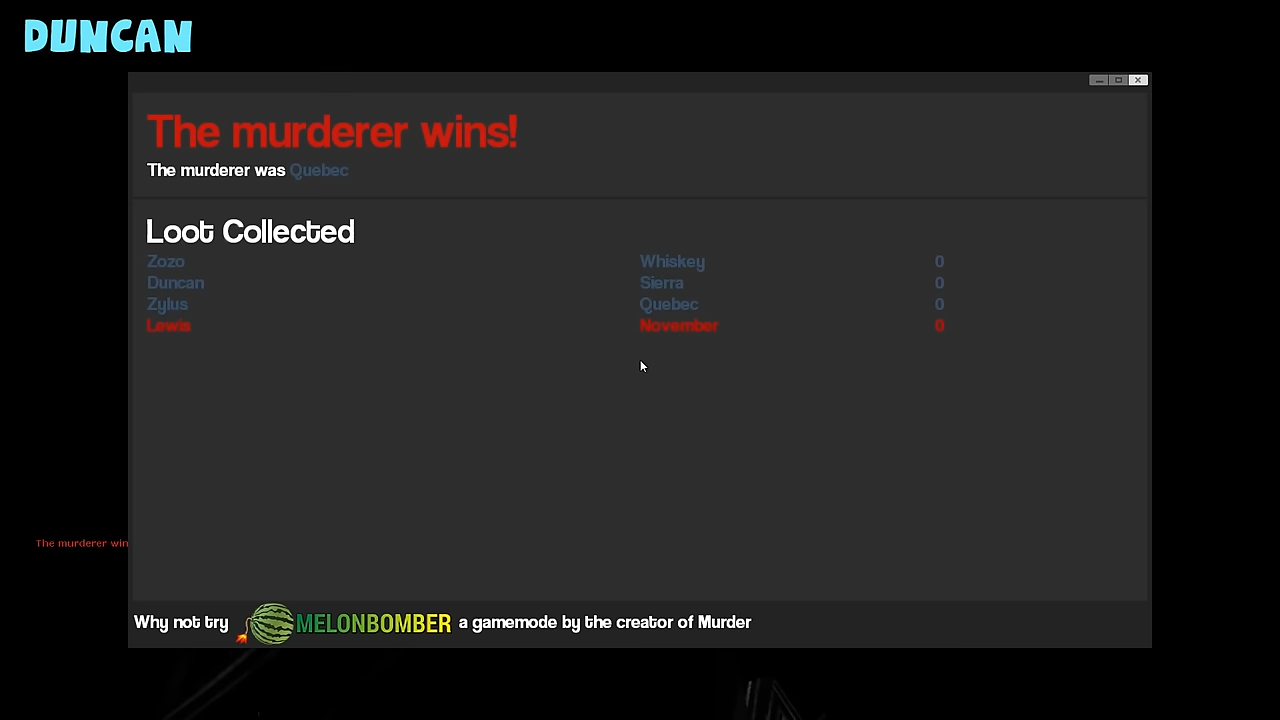 DUNCAN
The murderer wins!
The murderer was Quebec
Loot Collected
Zozo Whiskey 0
Duncan Sierra 0
Zylus Quebec 0
Lewis November 0
The murderer win
Why not try MELONBOMBER a gamemode by the creator of Murder